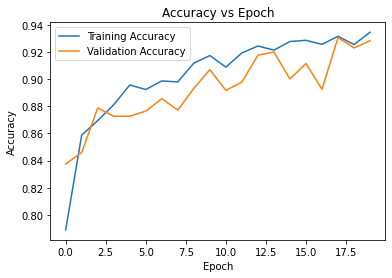 Accuracy vs Epoch
Training Accuracy
Validation Accuracy
0.94
0.92
0.90
0.88
0.86
0.84
0.82
0.80
Accuracy
0.0 2.5 5.0 7.5 10.0 12.5 15.0 17.5
Epoch